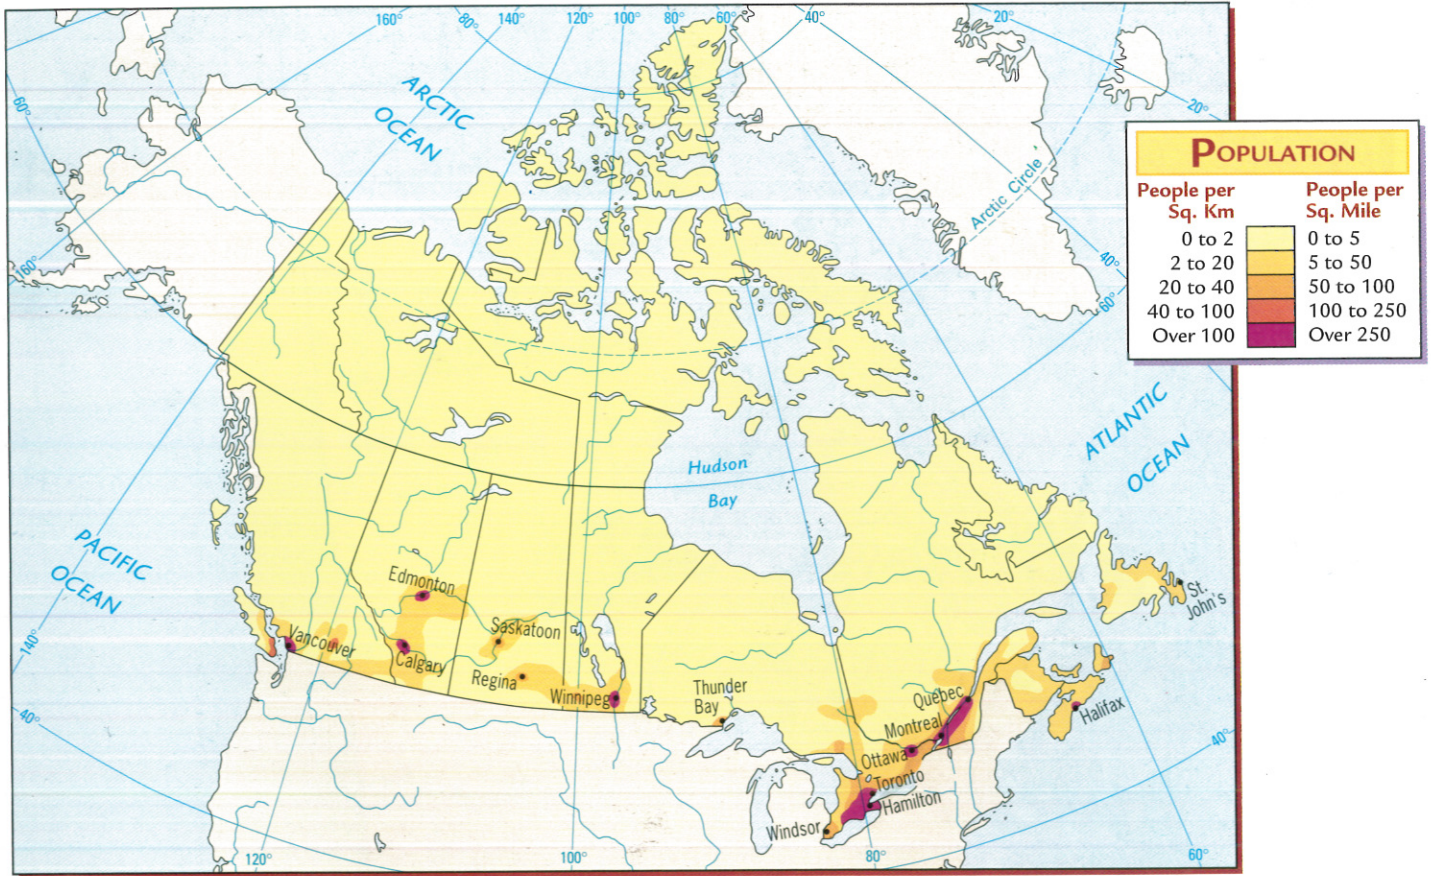 160°
80°
140°
120°
100°
80°
60°
40°
20°
60°
ARCTIC
OCEAN
20°
Arctic Circle
POPULATION
People per
Sq. Km
People per
Sq. Mile
0 to 2
0 to 5
2 to 20
5 to 50
20 to 40
50 to 100
40 to 100
100 to 250
Over 100
Over 250
160°
40°
60°
ATLANTIC
OCEAN
Hudson
Bay
PACIFIC
OCEAN
Edmonton
St.
John's
140°
Vancouver
Calgary
Saskatoon
Regina
Winnipeg
Thunder
Bay
Québec
Montreal
Ottawa
Halifax
40°
40°
Toronto
Hamilton
Windsor
120°
100°
80°
60°